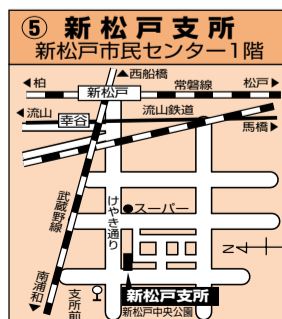 ⑤ 新松戸支所
新松戸市民センター1階
▲西船橋
◀柏
新松戸
常磐線
松戸▶
◀流山
幸谷
流山鉄道
馬橋▶
武蔵野線
けやき通り
●スーパー
N
南浦和▼
支所前
新松戸支所
新松戸中央公園